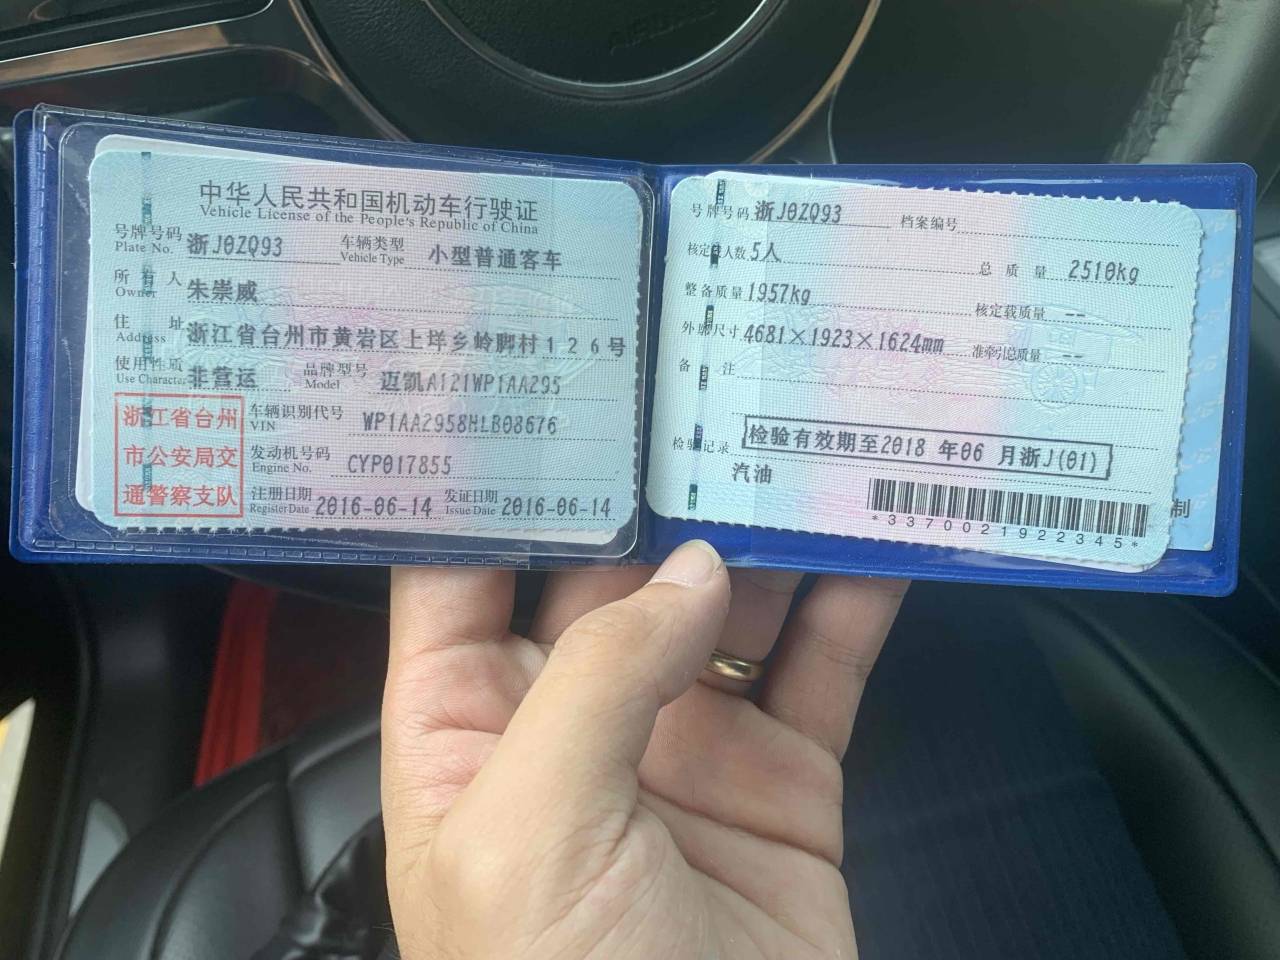 中华人民共和国机动车行驶证
Vehicle License of the People's Republic of China
号牌号码 浙J0ZQ93 车辆类型 小型普通客车
Plate No. Vehicle Type
所有人 朱崇威
Owner
住址 浙江省台州市黄岩区上垟乡岭脚村126号
Address
使用性质 非营运 品牌型号 迈凯A121WP1AA295
Use Character Model
浙江省台州
市公安局交
通警察支队
车辆识别代号 WP1AA2958HLB08676
VIN
发动机号码 CYP017855
Engine No.
注册日期 2016-06-14 发证日期 2016-06-14
Register Date Issue Date
号牌号码 浙J0ZQ93 档案编号
核定载人数 5人 总质量 2510kg
整备质量 1957kg 核定载质量 --
外廓尺寸 4681×1923×1624mm 准牵引总质量 --
备注
检验记录 检验有效期至2018年06月浙J(01)
汽油
*3370021922345*
制